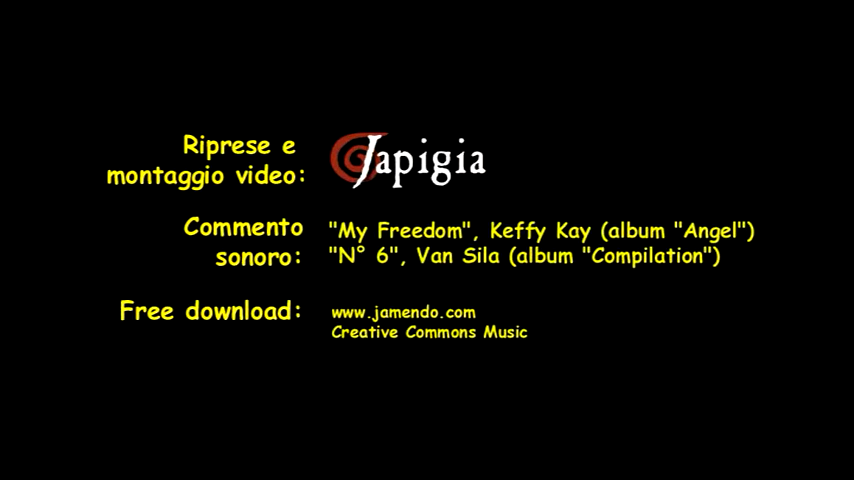 Riprese e
montaggio video:
Japigia
Commento
sonoro:
"My Freedom", Keffy Kay (album "Angel")
"N° 6", Van Sila (album "Compilation")
Free download:
www.jamendo.com
Creative Commons Music